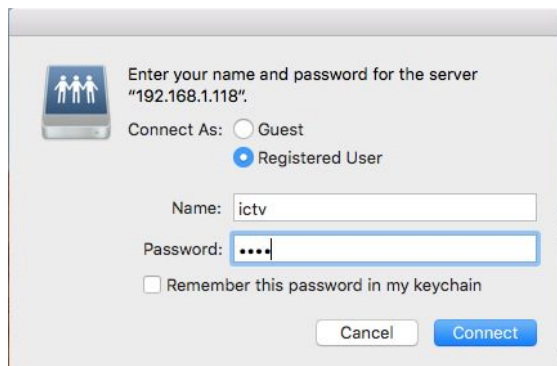 Enter your name and password for the server
“192.168.1.118”.
Connect As: Guest
Registered User
Name: ictv
Password: ••••
Remember this password in my keychain
Cancel Connect